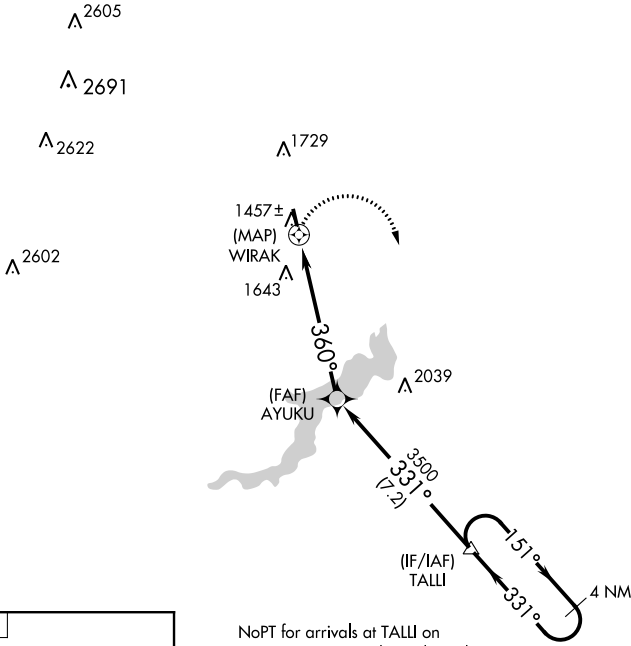 2605
2691
2622
1729
1457±
(MAP)
WIRAK
2602
1643
360°
(FAF)
AYUKU
2039
3500
331°
(7.2)
(IF/IAF)
TALLI
151°
331°
4 NM
NoPT for arrivals at TALLI on